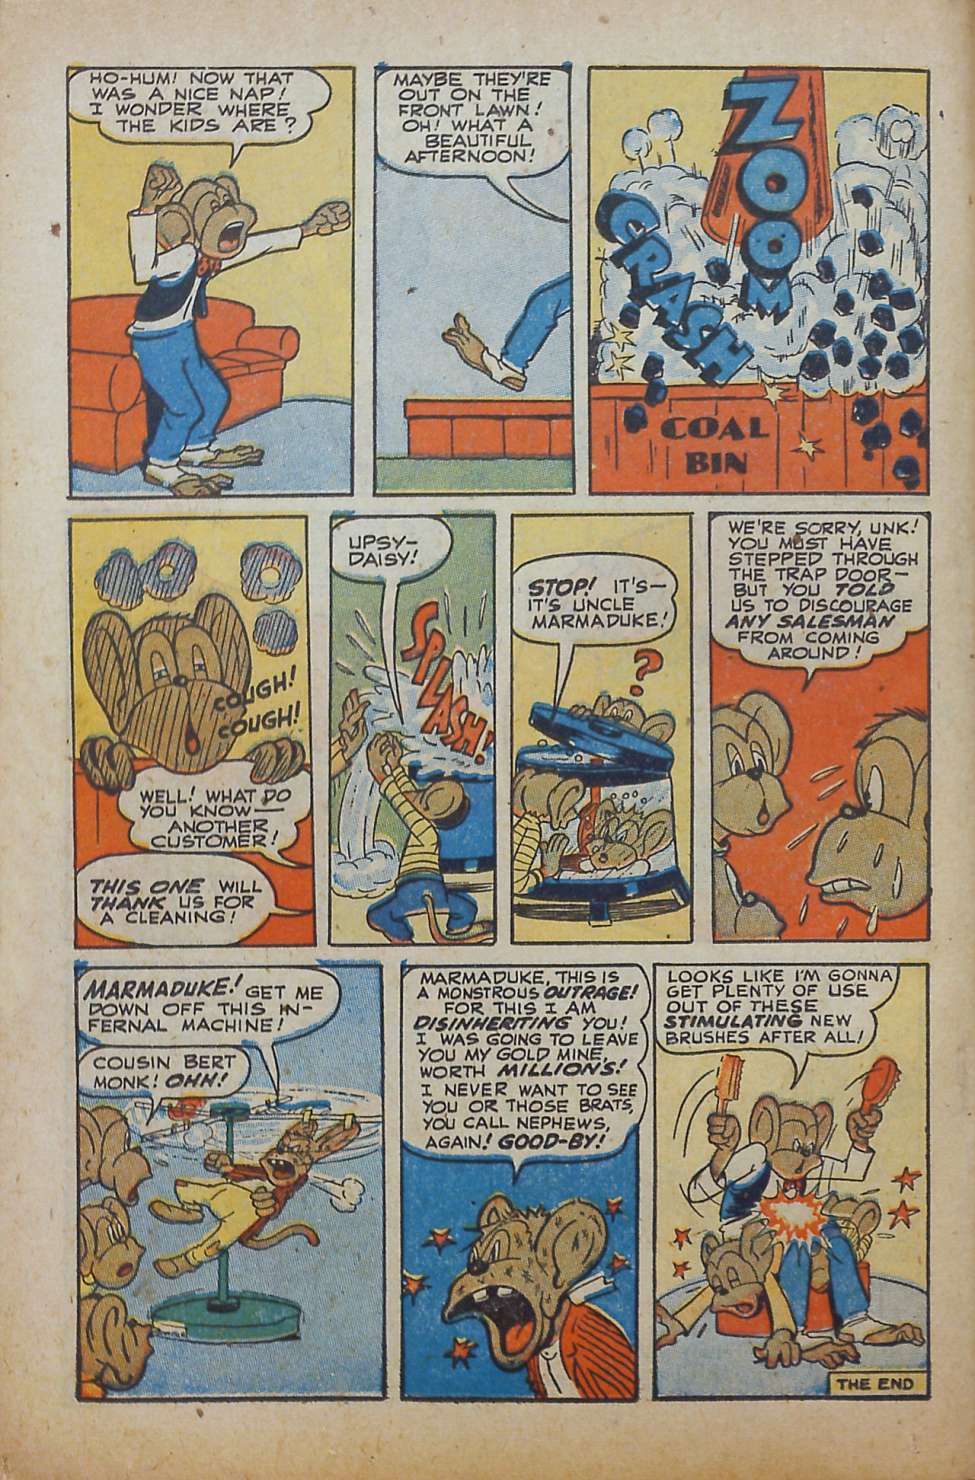 HO-HUM! NOW THAT
WAS A NICE NAP!
I WONDER WHERE
THE KIDS ARE?
MAYBE THEY'RE
OUT ON THE
FRONT LAWN!
OH! WHAT A
BEAUTIFUL
AFTERNOON!
ZOOM
CRASH
COAL
BIN
COUGH!
COUGH!
WELL! WHAT DO
YOU KNOW—
ANOTHER
CUSTOMER!
THIS ONE WILL
THANK US FOR
A CLEANING!
UPSY-
DAISY!
SPLASH!
STOP! IT'S—
IT'S UNCLE
MARMADUKE!
?
WE'RE SORRY, UNK!
YOU MUST HAVE
STEPPED THROUGH
THE TRAP DOOR—
BUT YOU TOLD
US TO DISCOURAGE
ANY SALESMAN
FROM COMING
AROUND!
MARMADUKE! GET ME
DOWN OFF THIS IN-
FERNAL MACHINE!
COUSIN BERT
MONK! OHH!
MARMADUKE, THIS IS
A MONSTROUS OUTRAGE!
FOR THIS I AM
DISINHERITING YOU!
I WAS GOING TO LEAVE
YOU MY GOLD MINE,
WORTH MILLIONS!
I NEVER WANT TO SEE
YOU OR THOSE BRATS,
YOU CALL NEPHEWS,
AGAIN! GOOD-BY!
LOOKS LIKE I'M GONNA
GET PLENTY OF USE
OUT OF THESE
STIMULATING NEW
BRUSHES AFTER ALL!
THE END